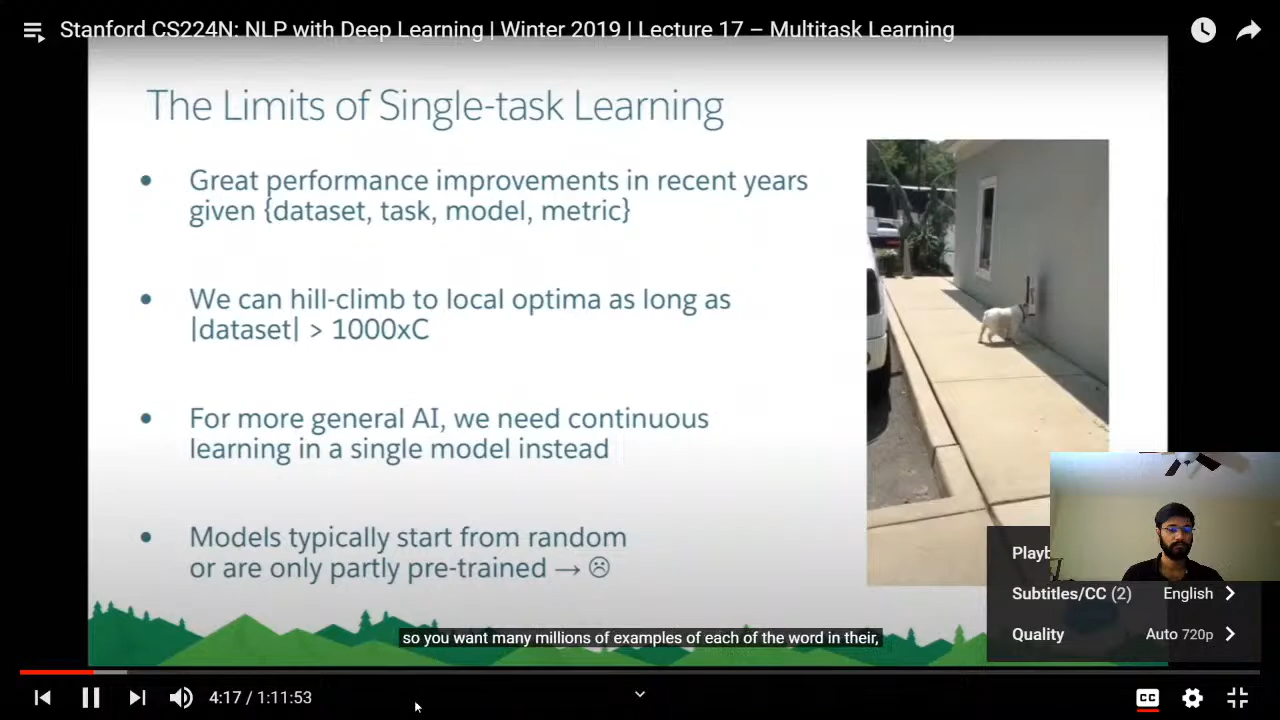 Stanford CS224N: NLP with Deep Learning | Winter 2019 | Lecture 17 – Multitask Learning
The Limits of Single-task Learning
• Great performance improvements in recent years
given {dataset, task, model, metric}
• We can hill-climb to local optima as long as
|dataset| > 1000xC
• For more general AI, we need continuous
learning in a single model instead
• Models typically start from random
or are only partly pre-trained → ☹
so you want many millions of examples of each of the word in their,
Subtitles/CC (2) English
Quality Auto 720p
4:17 / 1:11:53
CC